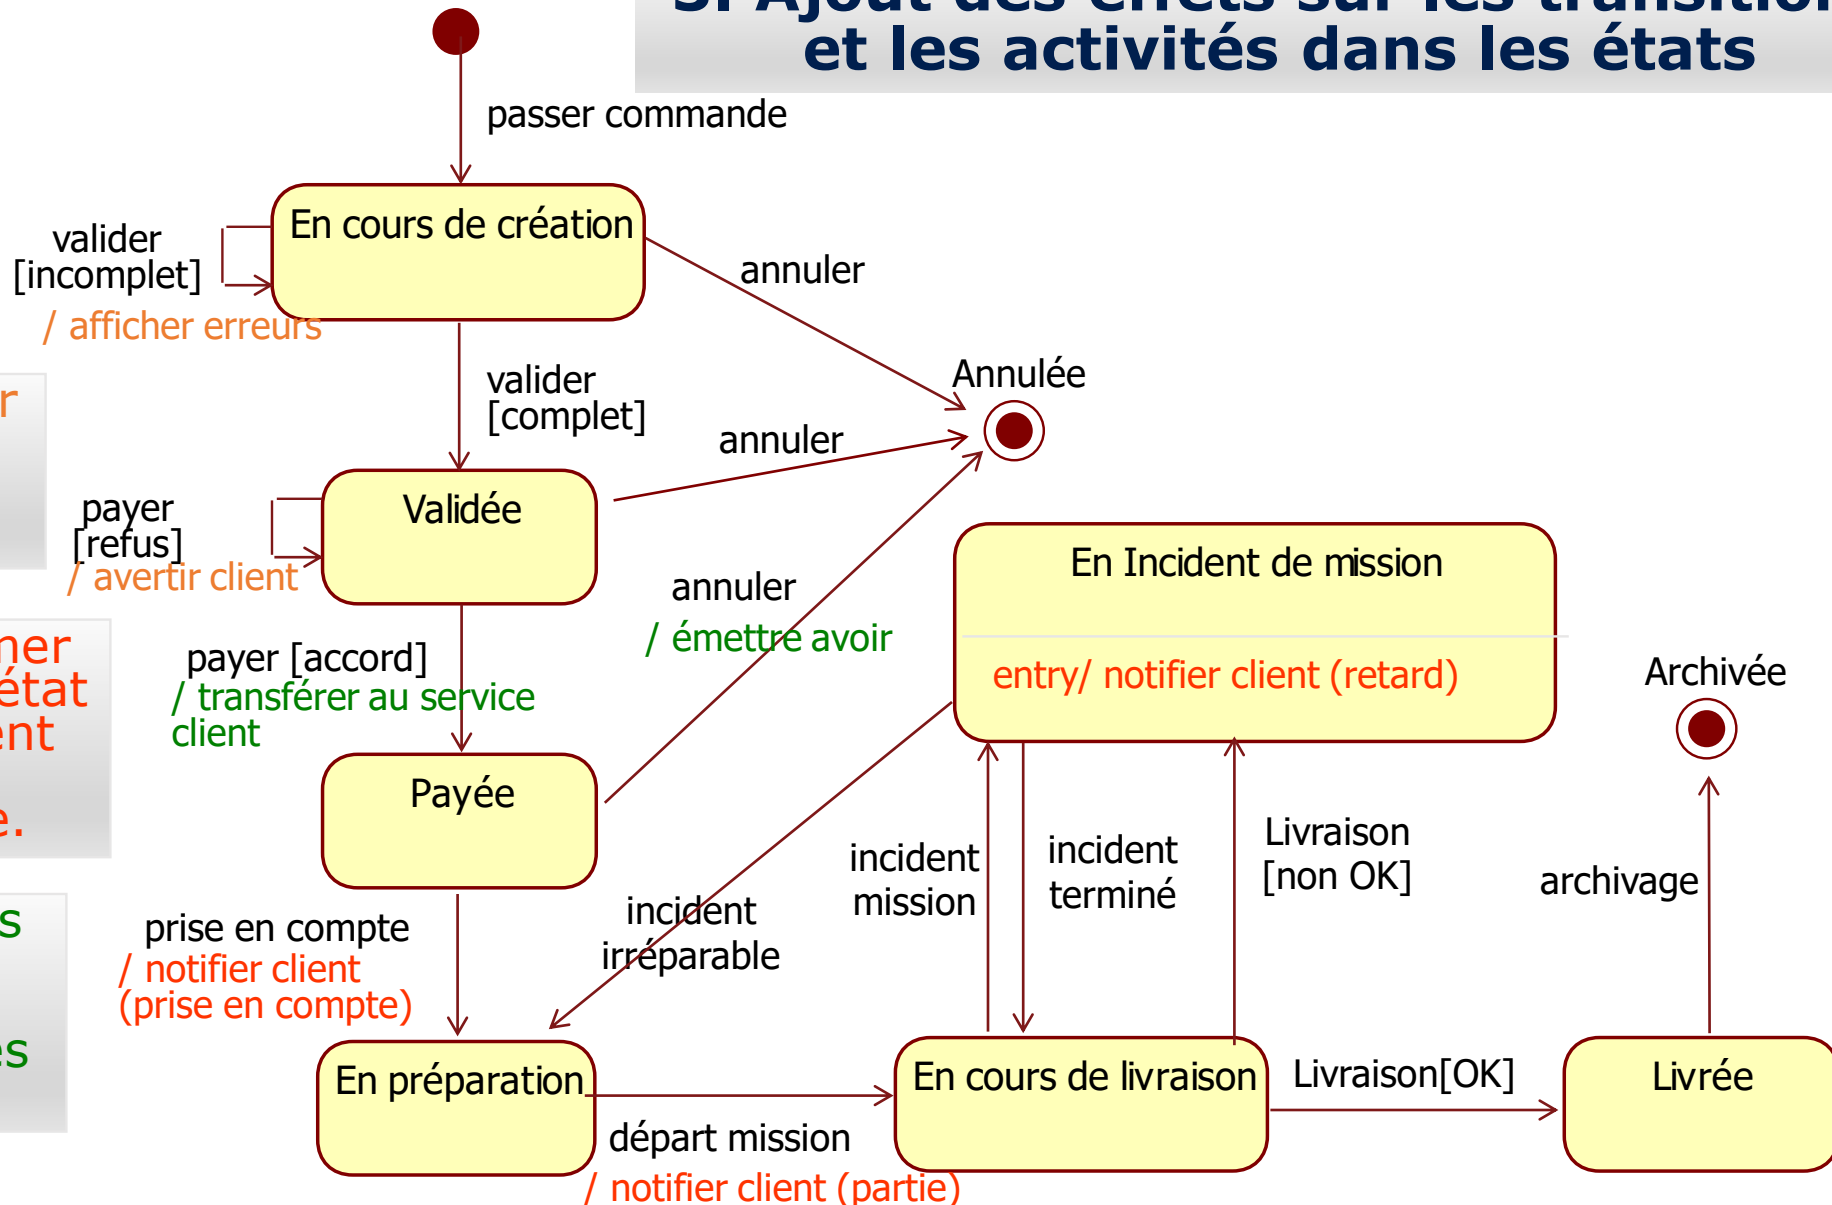 et les activités dans les états
passer commande
En cours de création
valider
[incomplet]
/ afficher erreurs
annuler
valider
[complet]
Annulée
annuler
Validée
payer
[refus]
/ avertir client
annuler
/ émettre avoir
En Incident de mission
entry/ notifier client (retard)
payer [accord]
/ transférer au service
client
Archivée
Payée
incident
mission
incident
terminé
Livraison
[non OK]
archivage
incident
irréparable
prise en compte
/ notifier client
(prise en compte)
En préparation
En cours de livraison
Livraison[OK]
Livrée
départ mission
/ notifier client (partie)
état